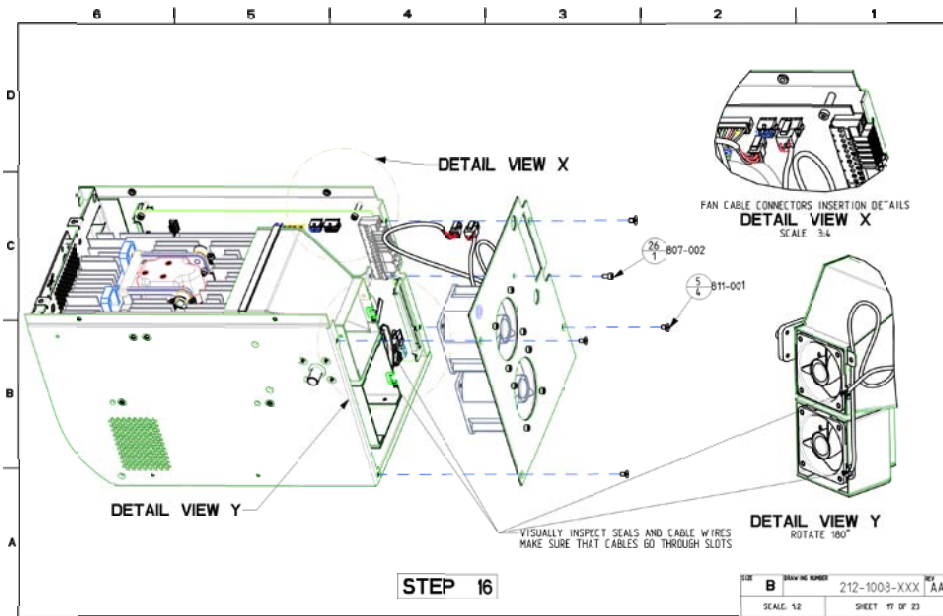 6 5 4 3 2 1
D
C
B
A
DETAIL VIEW X
FAN CABLE CONNECTORS INSERTION DETAILS
DETAIL VIEW X
SCALE 3:4
26
1
807-002
5
4
811-001
DETAIL VIEW Y
VISUALLY INSPECT SEALS AND CABLE WIRES
MAKE SURE THAT CABLES GO THROUGH SLOTS
DETAIL VIEW Y
ROTATE 180°
STEP 16
SIZE
B
DRAWING NUMBER
212-1003-XXX
REV
AA
SCALE 1:2
SHEET 17 OF 23